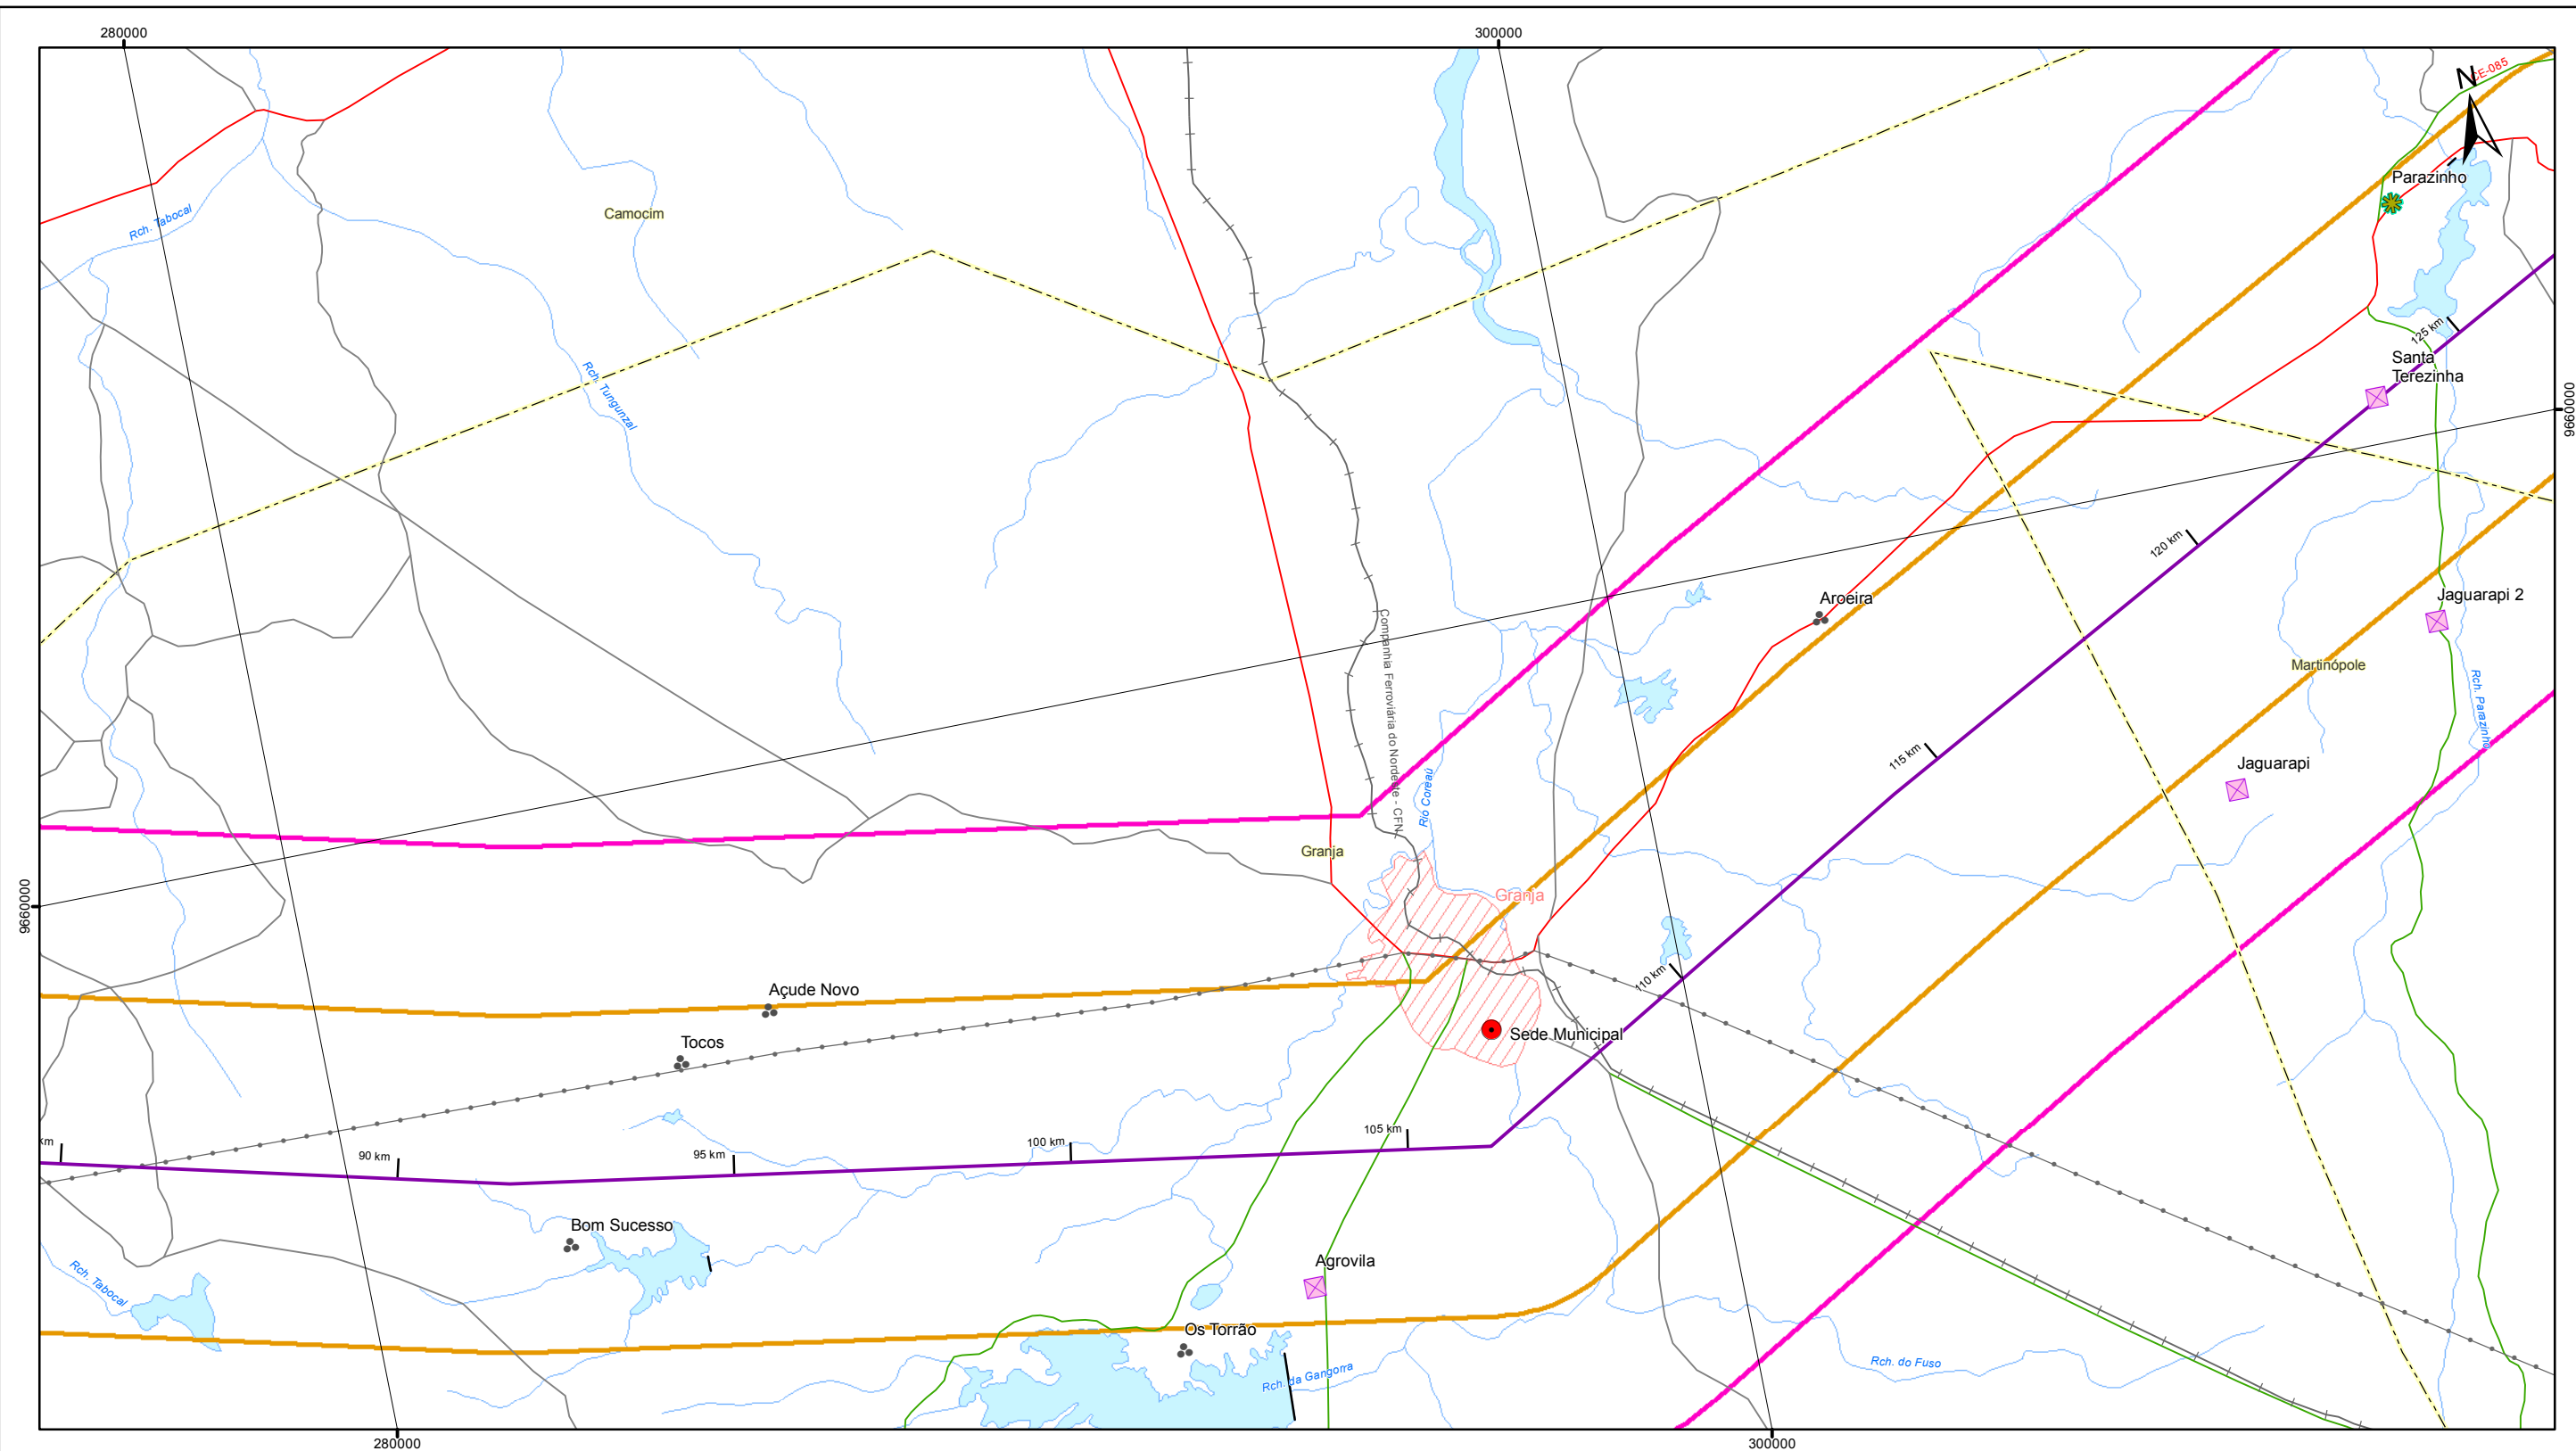 280000
300000
N
CE-085
Parazinho
Rch. Tabocal
Camocim
125 km
Santa
Terezinha
9660000
Rch. Tungunzal
120 km
Aroeira
Jaguarapi 2
Companhia Ferroviária do Nordeste - CFN
Martinópole
Rch. Parazinho
115 km
Jaguarapi
Rio Coreaú
Granja
Granja
9660000
110 km
Açude Novo
Sede Municipal
Tocos
km
90 km
95 km
100 km
105 km
Bom Sucesso
Agrovila
Rch. Tabocal
Os Torrão
Rch. da Gangorra
Rch. do Fuso
280000
300000